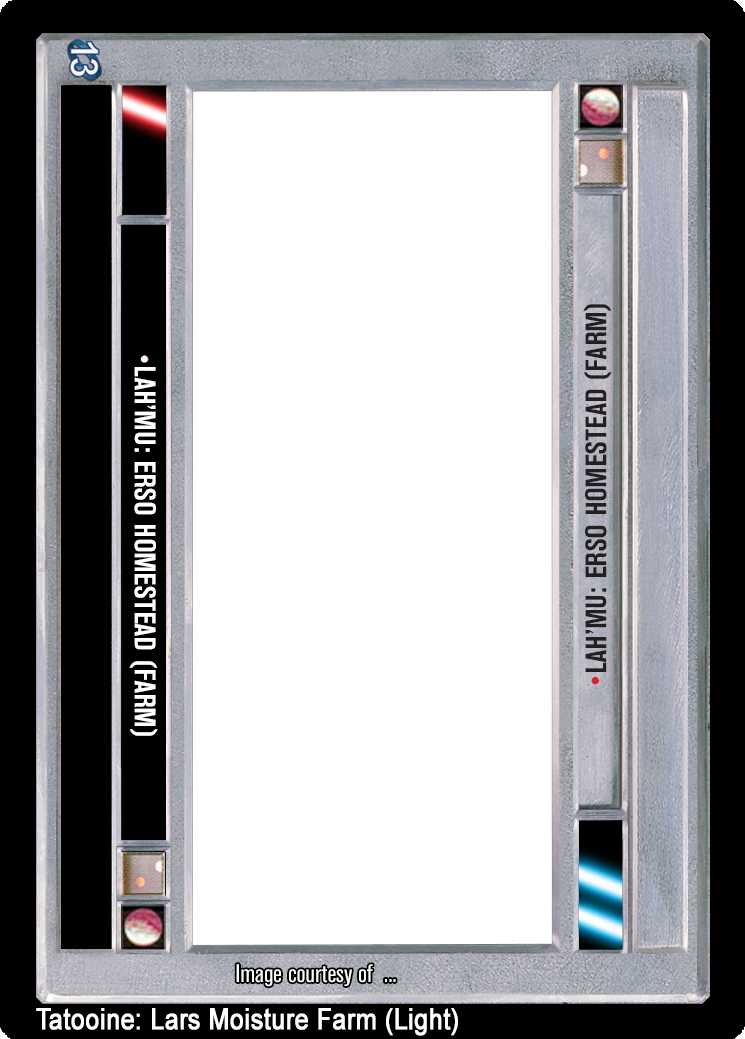 13
•LAH'MU: ERSO HOMESTEAD (FARM)
•LAH'MU: ERSO HOMESTEAD (FARM)
Image courtesy of ...
Tatooine: Lars Moisture Farm (Light)